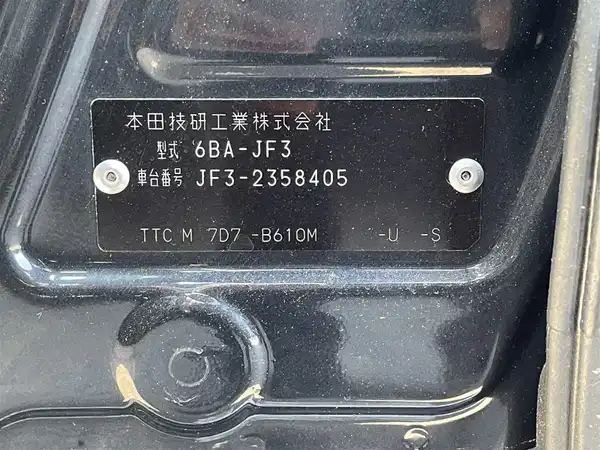 本田技研工業株式会社
型式 6BA-JF3
車台番号 JF3-2358405
TTC M 7D7 -B610M -U -S